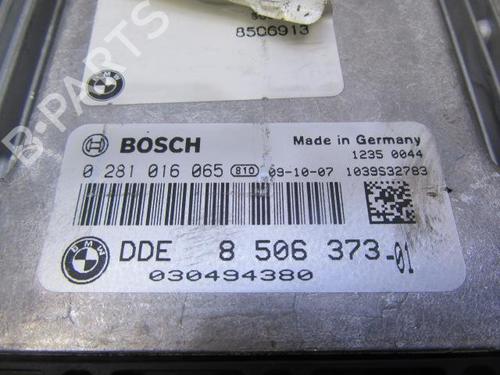 8506913
B-PARTS
BOSCH
Made in Germany
1235 0044
0 281 016 065 810 09-10-07 1039S32783
BMW DDE 8 506 373-01
030494380